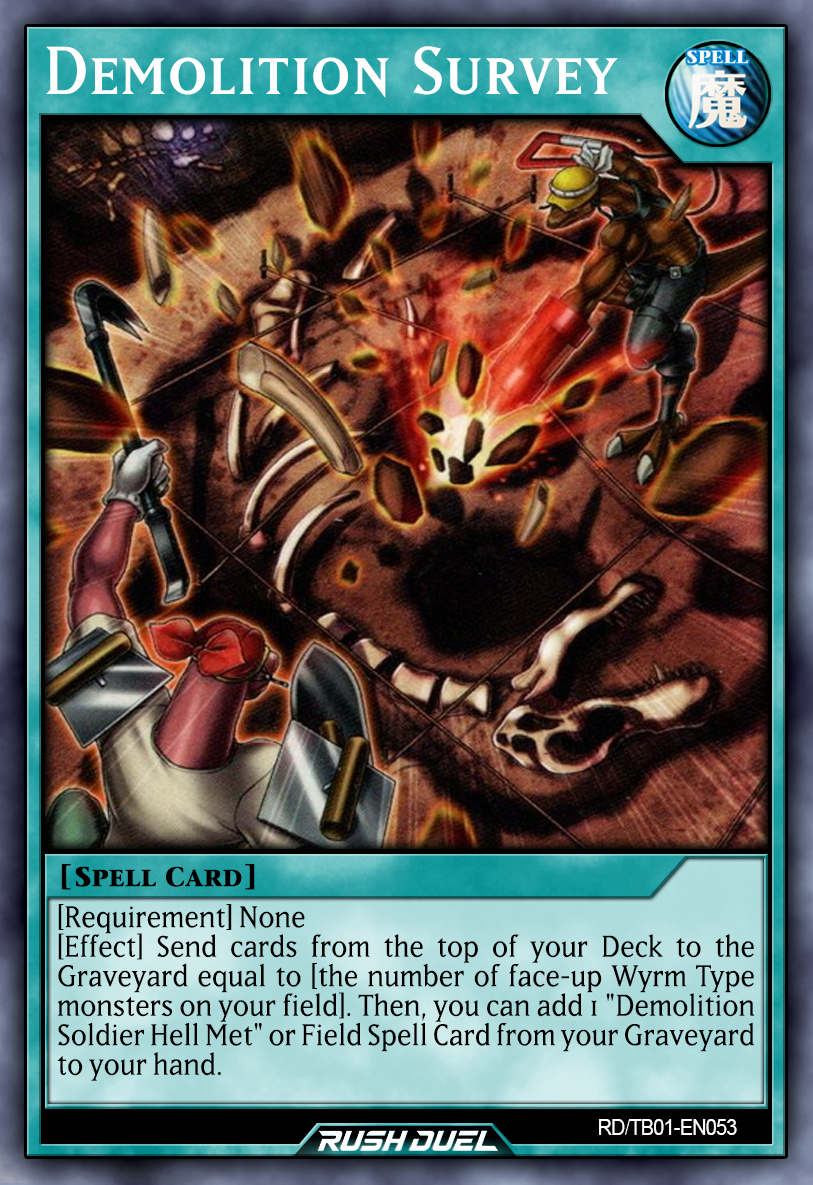 Demolition Survey
SPELL
魔
[Spell Card]
[Requirement] None
[Effect] Send cards from the top of your Deck to the
Graveyard equal to [the number of face-up Wyrm Type
monsters on your field]. Then, you can add 1 "Demolition
Soldier Hell Met" or Field Spell Card from your Graveyard
to your hand.
RD/TB01-EN053
RUSH DUEL